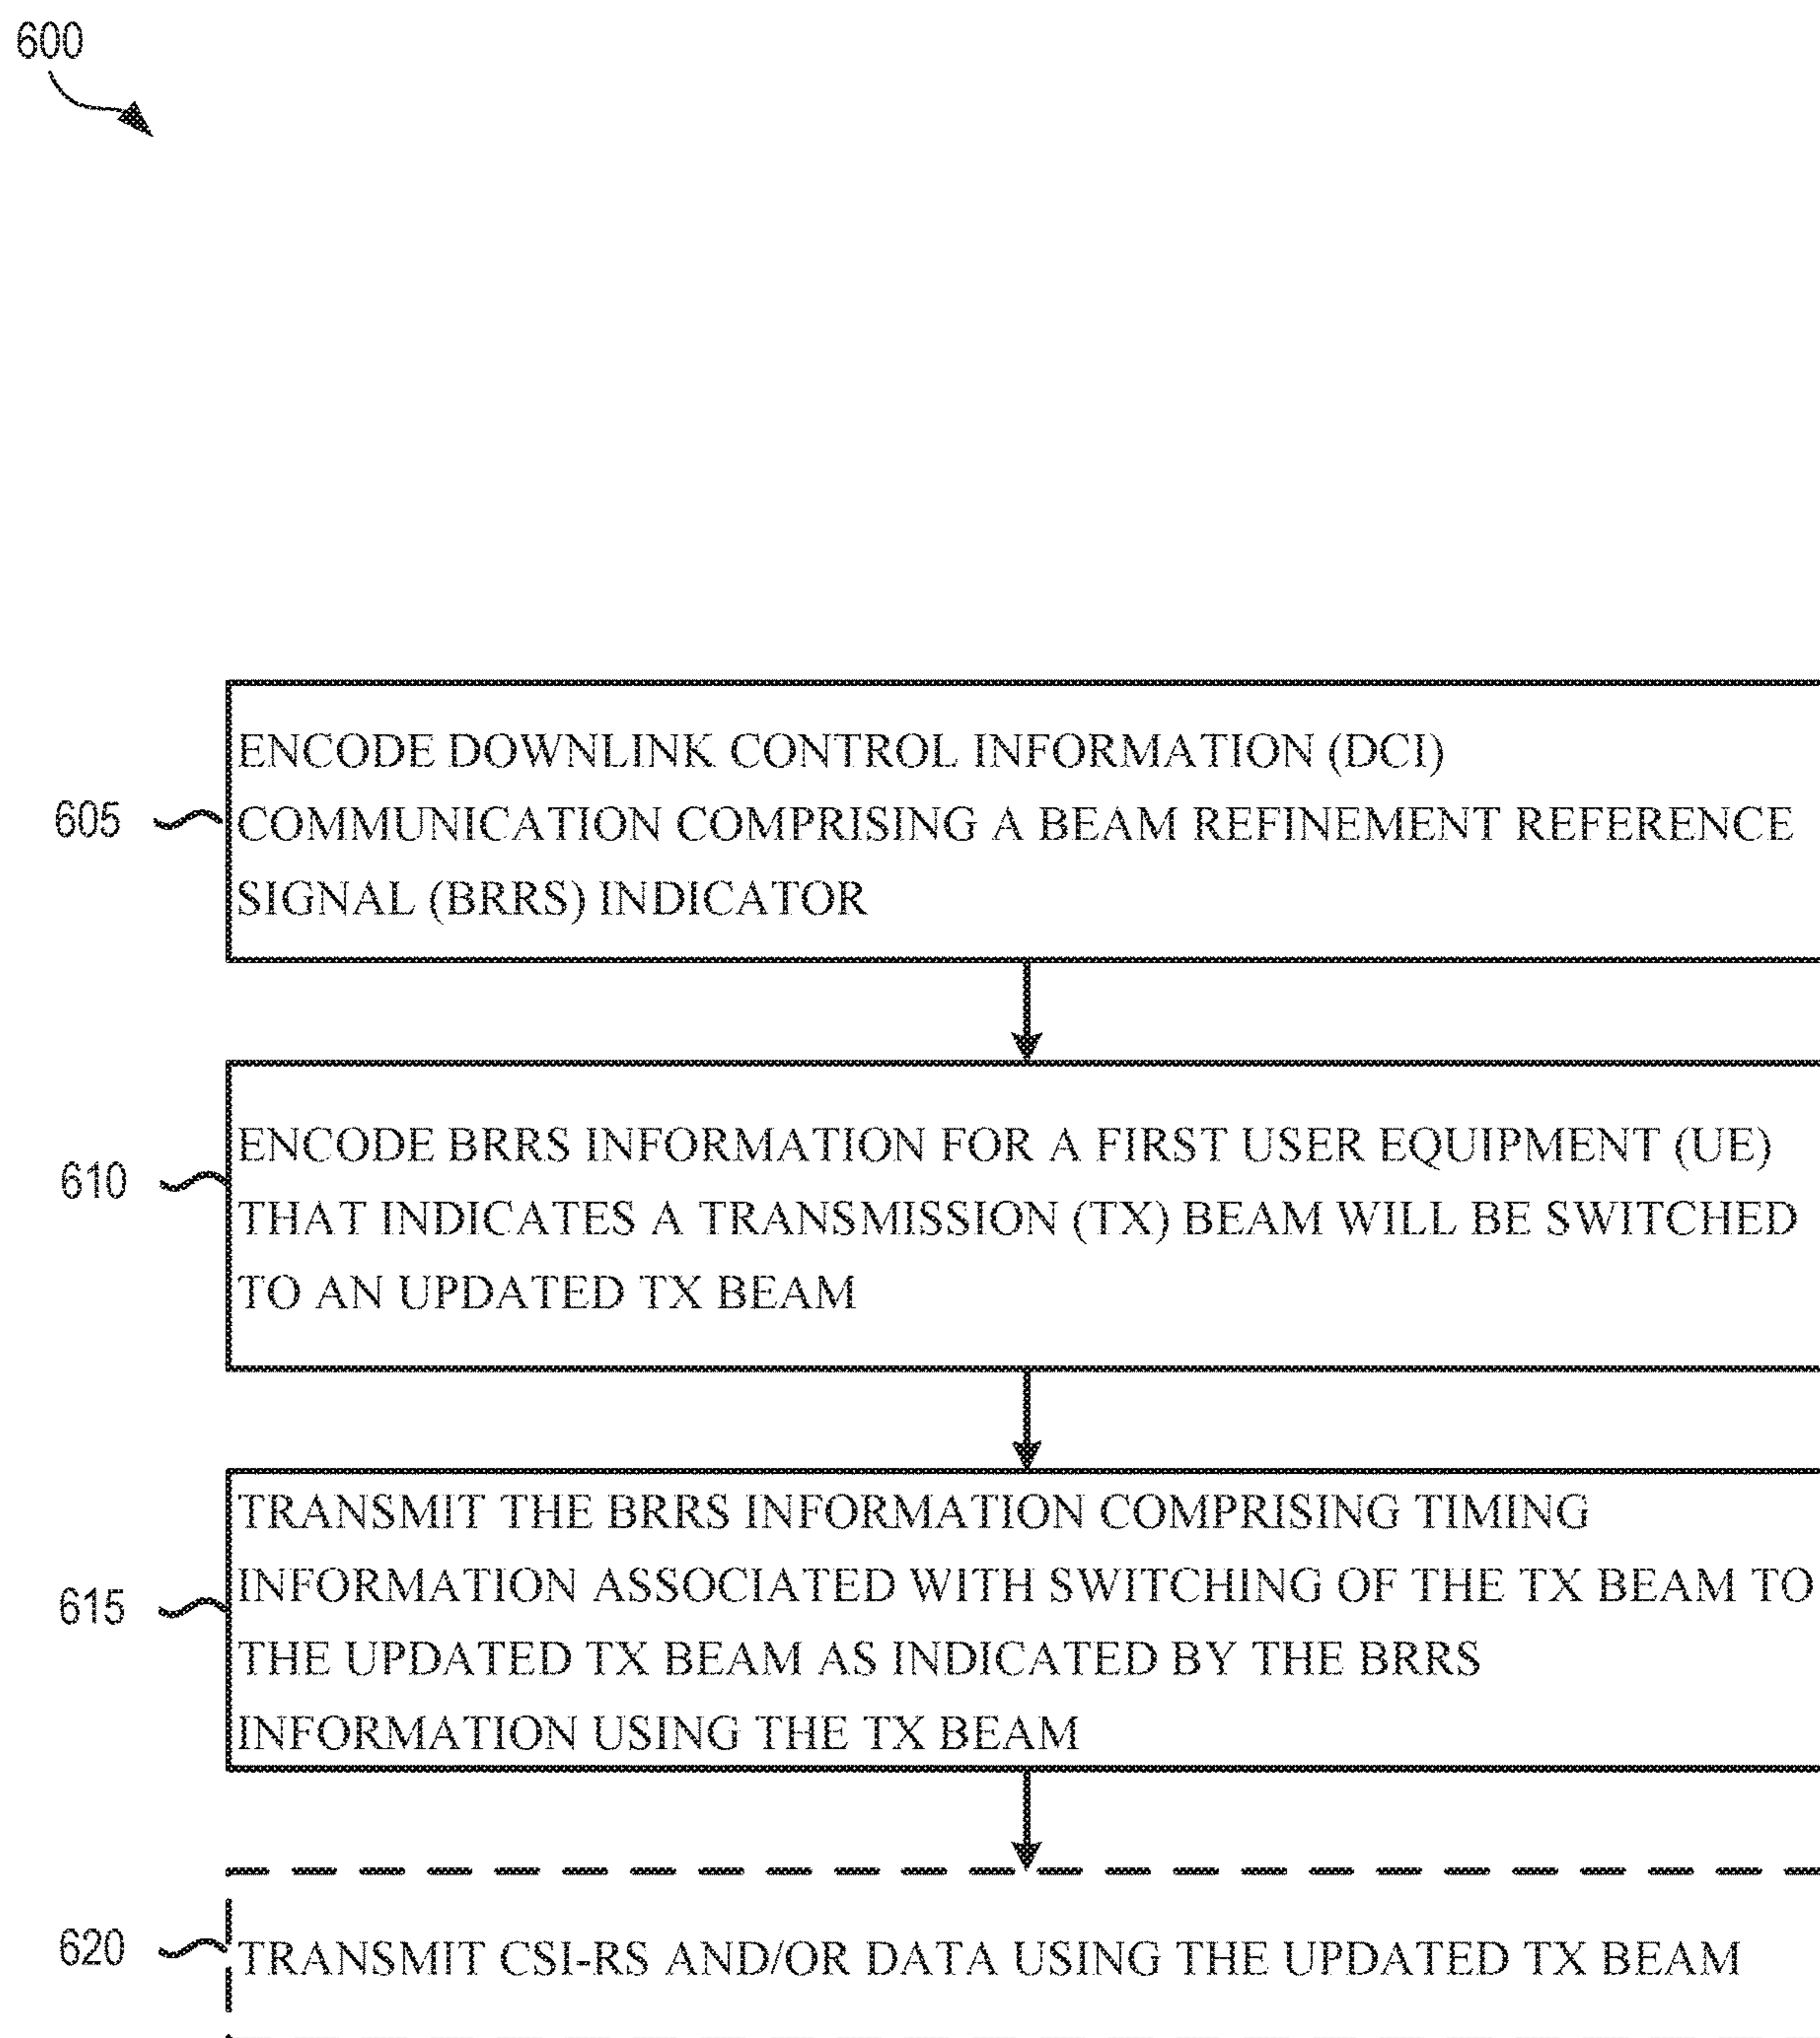 600
605
ENCODE DOWNLINK CONTROL INFORMATION (DCI)
COMMUNICATION COMPRISING A BEAM REFINEMENT REFERENCE
SIGNAL (BRRS) INDICATOR
610
ENCODE BRRS INFORMATION FOR A FIRST USER EQUIPMENT (UE)
THAT INDICATES A TRANSMISSION (TX) BEAM WILL BE SWITCHED
TO AN UPDATED TX BEAM
615
TRANSMIT THE BRRS INFORMATION COMPRISING TIMING
INFORMATION ASSOCIATED WITH SWITCHING OF THE TX BEAM TO
THE UPDATED TX BEAM AS INDICATED BY THE BRRS
INFORMATION USING THE TX BEAM
620
TRANSMIT CSI-RS AND/OR DATA USING THE UPDATED TX BEAM